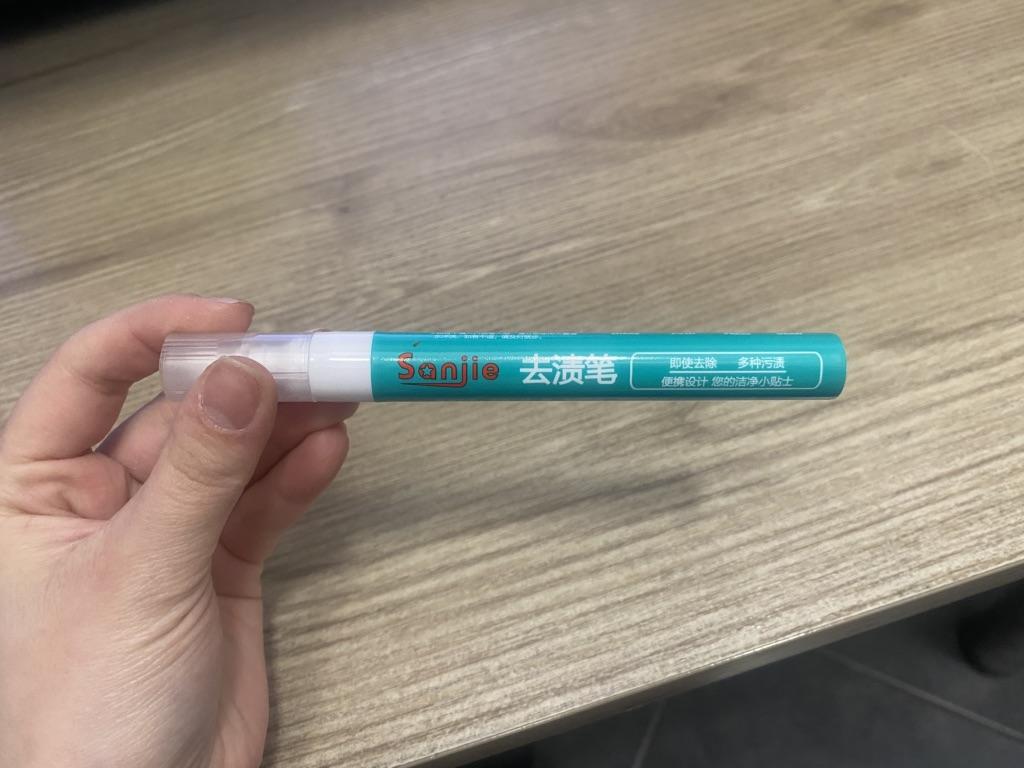 Sanjie 去渍笔
即使去除 多种污渍
便携设计 您的洁净小贴士